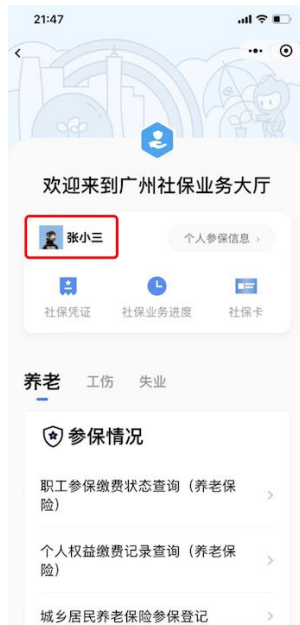 21:47
欢迎来到广州社保业务大厅
张小三
个人参保信息
社保凭证 社保业务进度 社保卡
养老 工伤 失业
参保情况
职工参保缴费状态查询（养老保
险）
个人权益缴费记录查询（养老保
险）
城乡居民养老保险参保登记